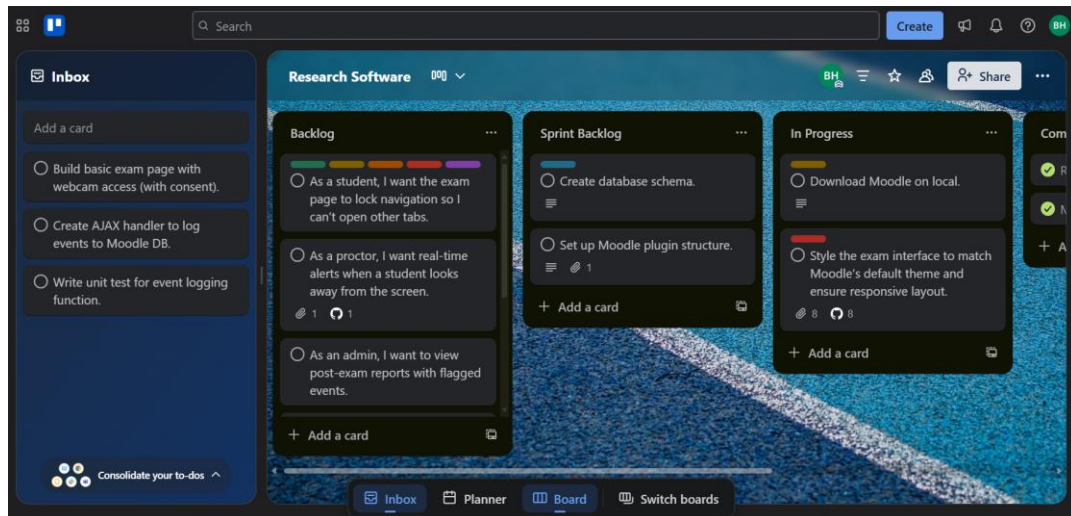 Search
Create
BH
Inbox
Add a card
Build basic exam page with
webcam access (with consent).
Create AJAX handler to log
events to Moodle DB.
Write unit test for event logging
function.
Consolidate your to-dos
Research Software
BH
Share
Backlog
As a student, I want the exam
page to lock navigation so I
can't open other tabs.
As a proctor, I want real-time
alerts when a student looks
away from the screen.
1 1
As an admin, I want to view
post-exam reports with flagged
events.
+ Add a card
Sprint Backlog
Create database schema.
Set up Moodle plugin structure.
1
+ Add a card
In Progress
Download Moodle on local.
Style the exam interface to match
Moodle's default theme and
ensure responsive layout.
8 8
+ Add a card
Com
+ A
Inbox
Planner
Board
Switch boards